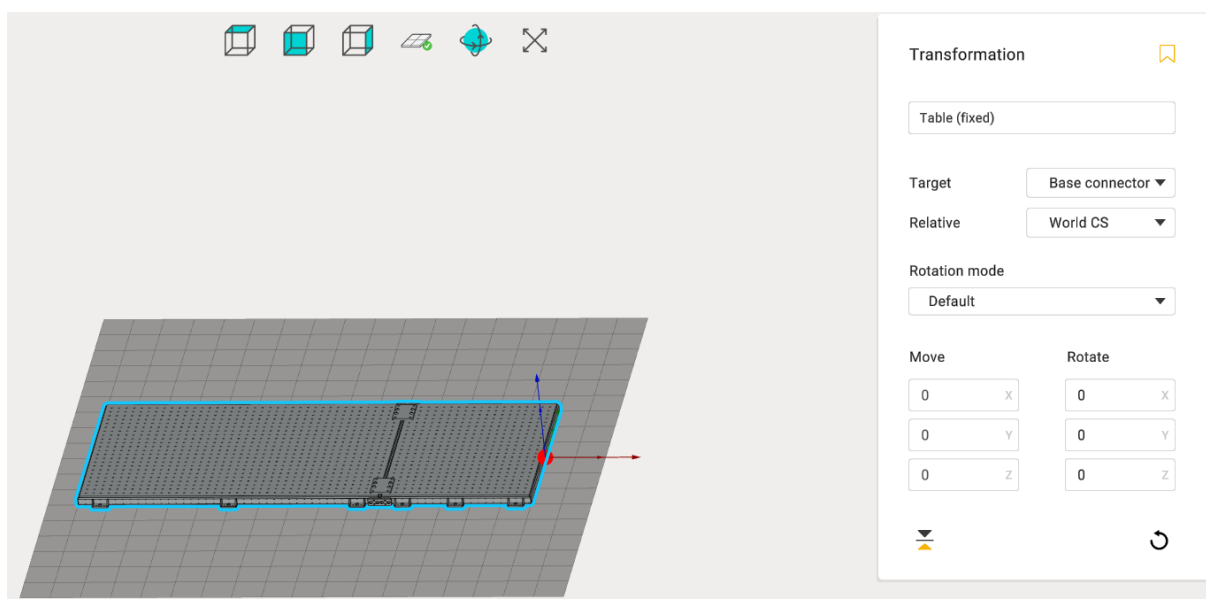 Transformation
Table (fixed)
Target Base connector
Relative World CS
Rotation mode
Default
Move Rotate
0 X 0 X
0 Y 0 Y
0 Z 0 Z